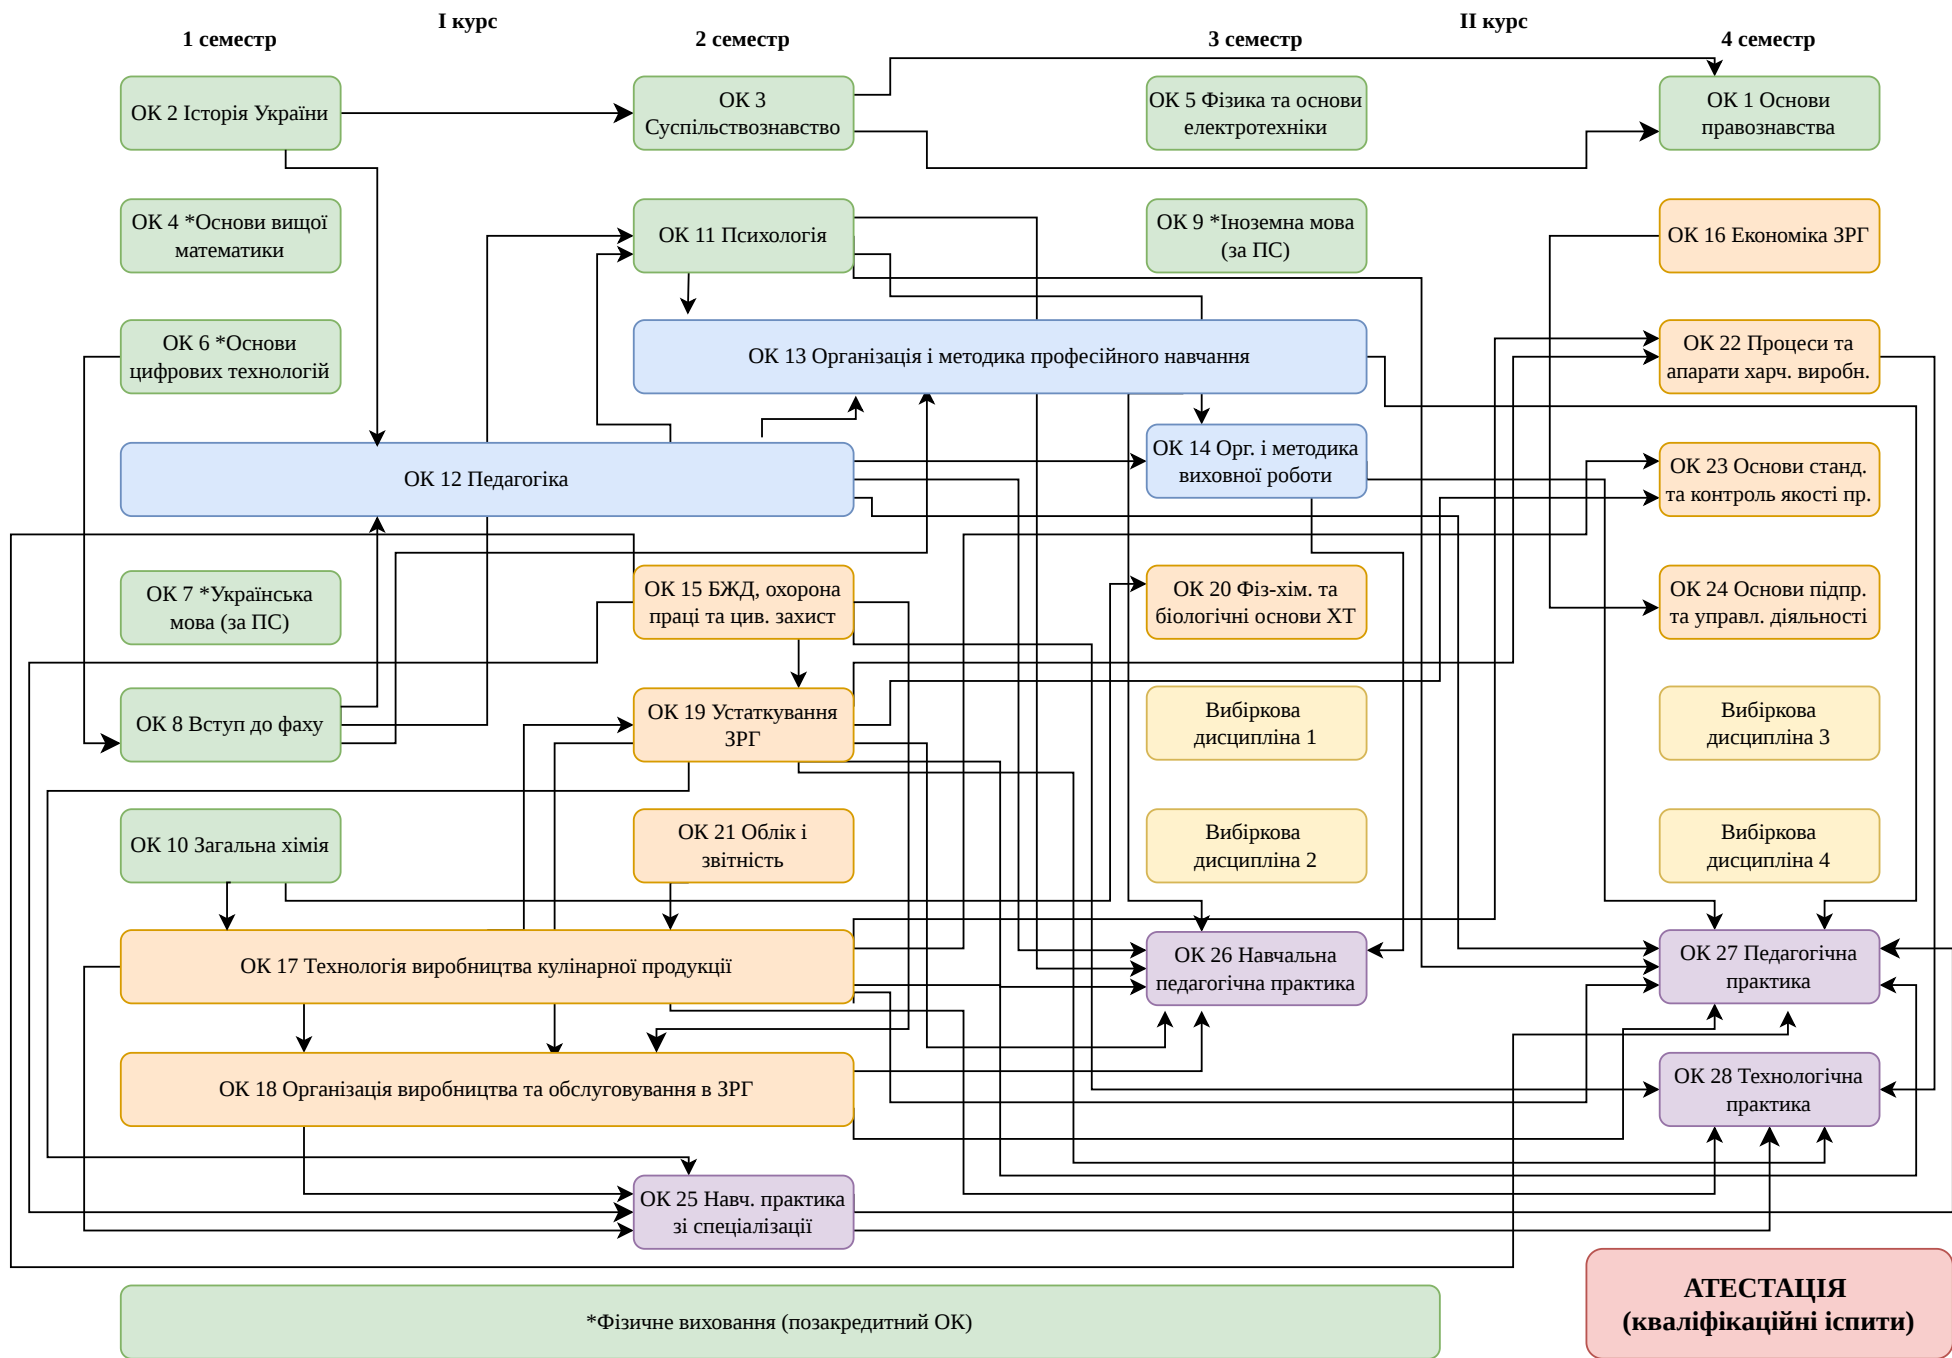 І курс
ІІ курс
1 семестр
2 семестр
3 семестр
4 семестр
ОК 2 Історія України
ОК 3
Суспільствознавство
ОК 5 Фізика та основи
електротехніки
ОК 1 Основи
правознавства
ОК 4 *Основи вищої
математики
ОК 11 Психологія
ОК 9 *Іноземна мова
(за ПС)
ОК 16 Економіка ЗРГ
ОК 6 *Основи
цифрових технологій
ОК 13 Організація і методика професійного навчання
ОК 22 Процеси та
апарати харч. виробн.
ОК 12 Педагогіка
ОК 14 Орг. і методика
виховної роботи
ОК 23 Основи станд.
та контроль якості пр.
ОК 7 *Українська
мова (за ПС)
ОК 15 БЖД, охорона
праці та цив. захист
ОК 20 Фіз-хім. та
біологічні основи ХТ
ОК 24 Основи підпр.
та управл. діяльності
ОК 8 Вступ до фаху
ОК 19 Устаткування
ЗРГ
Вибіркова
дисципліна 1
Вибіркова
дисципліна 3
ОК 10 Загальна хімія
ОК 21 Облік і
звітність
Вибіркова
дисципліна 2
Вибіркова
дисципліна 4
ОК 17 Технологія виробництва кулінарної продукції
ОК 26 Навчальна
педагогічна практика
ОК 27 Педагогічна
практика
ОК 18 Організація виробництва та обслуговування в ЗРГ
ОК 28 Технологічна
практика
ОК 25 Навч. практика
зі спеціалізації
*Фізичне виховання (позакредитний ОК)
АТЕСТАЦІЯ
(кваліфікаційні іспити)